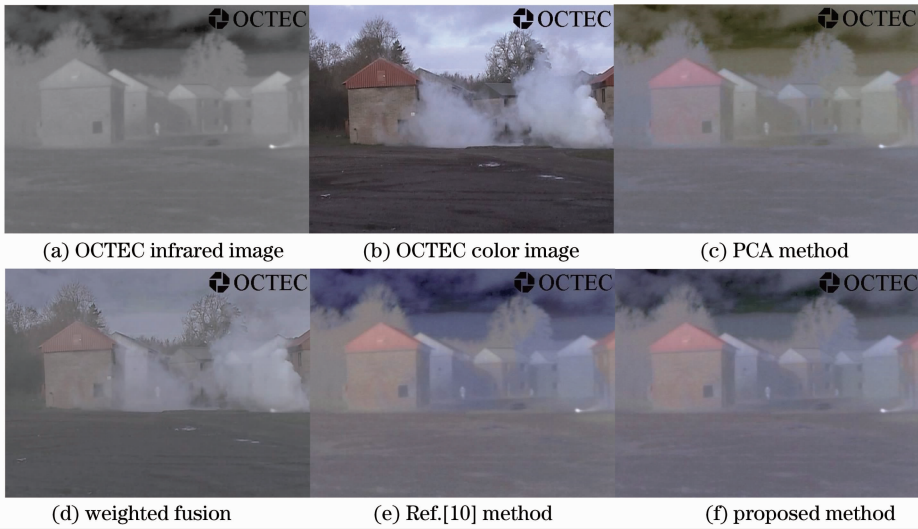 OCTEC
OCTEC
OCTEC
(a) OCTEC infrared image
(b) OCTEC color image
(c) PCA method
OCTEC
OCTEC
OCTEC
(d) weighted fusion
(e) Ref.[10] method
(f) proposed method